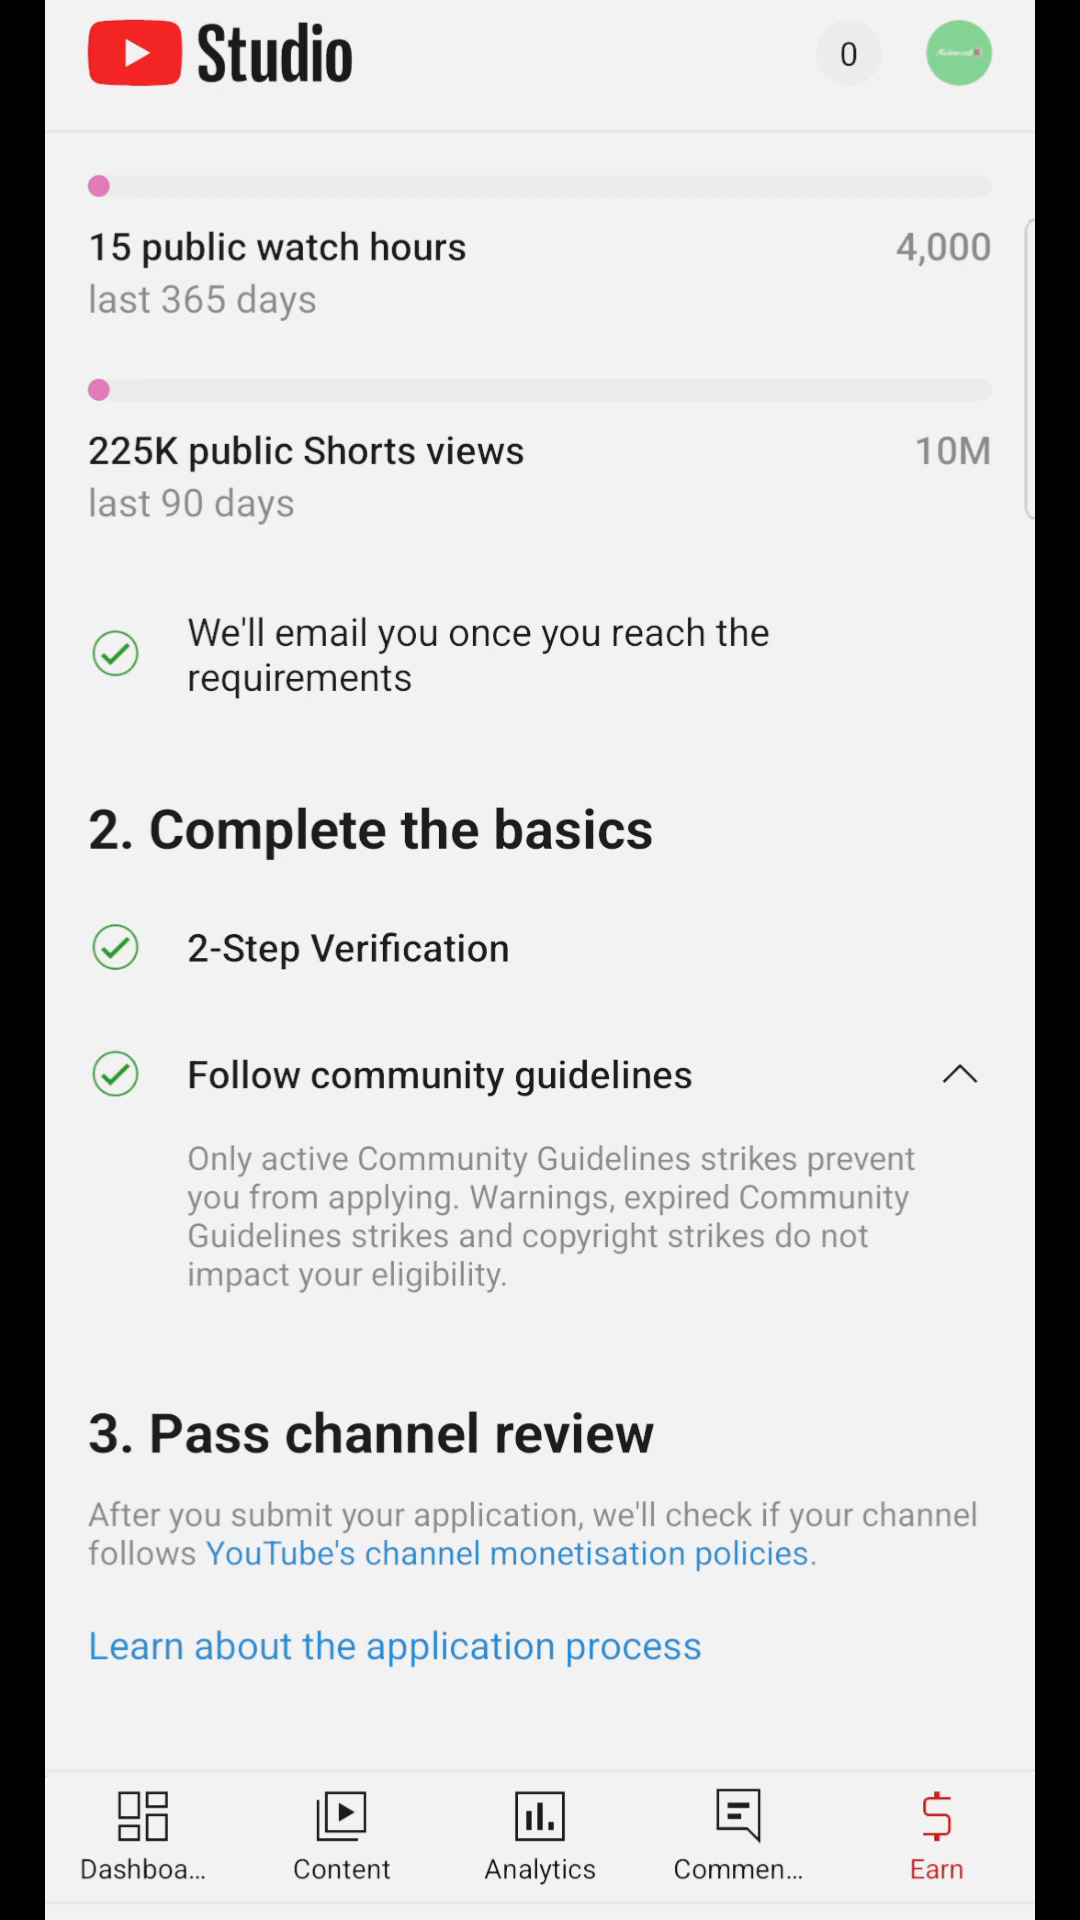 Studio
0
15 public watch hours 4,000
last 365 days
225K public Shorts views 10M
last 90 days
We'll email you once you reach the
requirements
2. Complete the basics
2-Step Verification
Follow community guidelines
Only active Community Guidelines strikes prevent
you from applying. Warnings, expired Community
Guidelines strikes and copyright strikes do not
impact your eligibility.
3. Pass channel review
After you submit your application, we'll check if your channel
follows YouTube's channel monetisation policies.
Learn about the application process
Dashboa... Content Analytics Commen... Earn